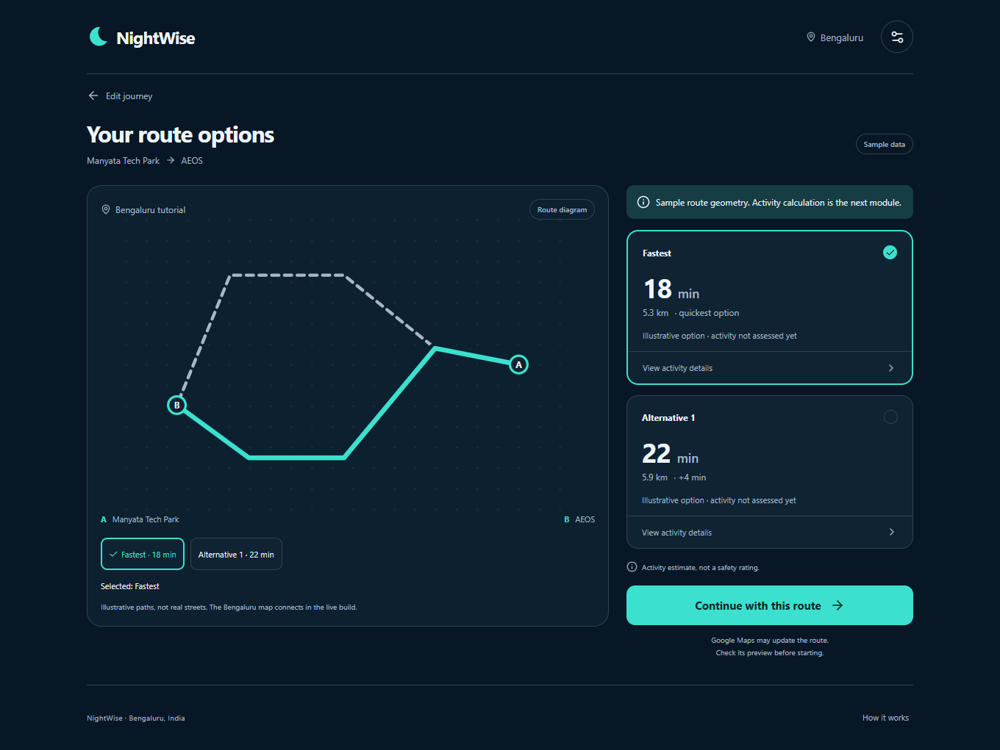 NightWise
Bengaluru
Edit journey
Your route options
Manyata Tech Park → AEOS
Sample data
Bengaluru tutorial
Route diagram
A
B
A Manyata Tech Park
B AEOS
Fastest · 18 min
Alternative 1 · 22 min
Selected: Fastest
Illustrative paths, not real streets. The Bengaluru map connects in the live build.
Sample route geometry. Activity calculation is the next module.
Fastest
18 min
5.3 km · quickest option
Illustrative option · activity not assessed yet
View activity details
Alternative 1
22 min
5.9 km · +4 min
Illustrative option · activity not assessed yet
View activity details
Activity estimate, not a safety rating.
Continue with this route →
Google Maps may update the route.
Check its preview before starting.
NightWise · Bengaluru, India
How it works